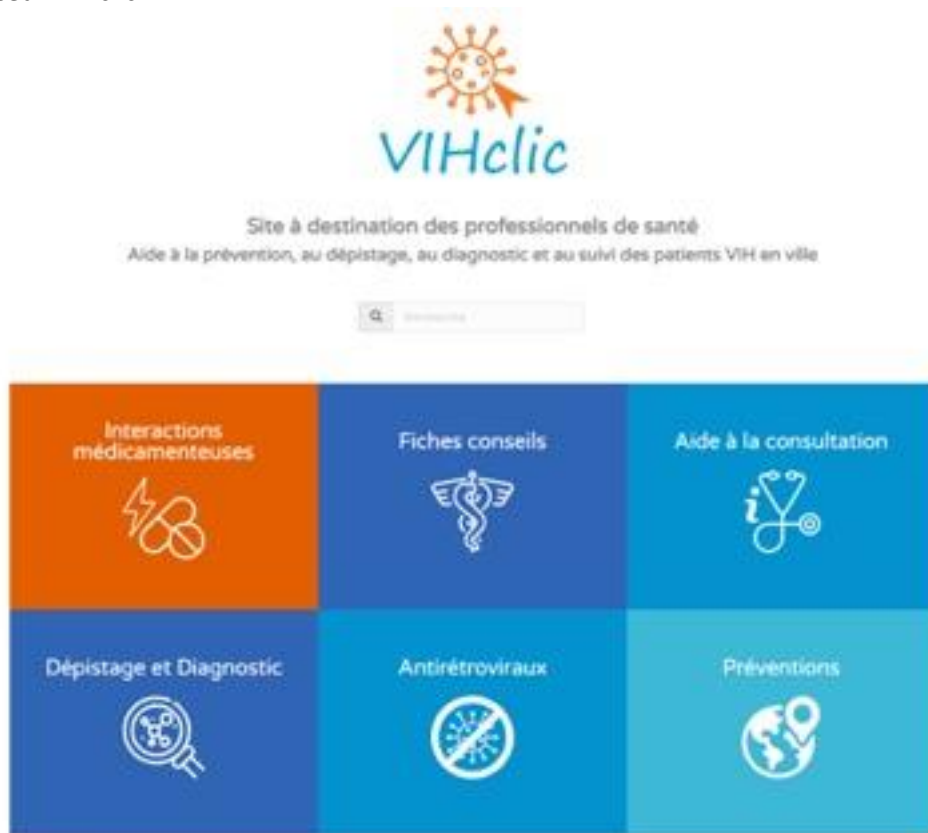 VIHclic
Site à destination des professionnels de santé
Aide à la prévention, au dépistage, au diagnostic et au suivi des patients VIH en ville
Interactions
médicamenteuses
Fiches conseils
Aide à la consultation
Dépistage et Diagnostic
Antirétroviraux
Préventions